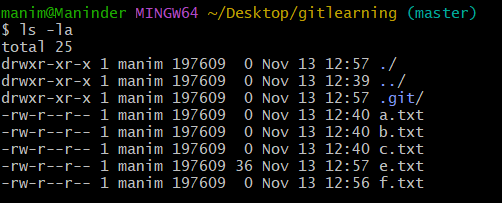 manim@Maninder MINGW64 ~/Desktop/gitlearning (master)
$ ls -la
total 25
drwxr-xr-x 1 manim 197609  0 Nov 13 12:57 ./
drwxr-xr-x 1 manim 197609  0 Nov 13 12:39 ../
drwxr-xr-x 1 manim 197609  0 Nov 13 12:57 .git/
-rw-r--r-- 1 manim 197609  0 Nov 13 12:40 a.txt
-rw-r--r-- 1 manim 197609  0 Nov 13 12:40 b.txt
-rw-r--r-- 1 manim 197609  0 Nov 13 12:40 c.txt
-rw-r--r-- 1 manim 197609 36 Nov 13 12:57 e.txt
-rw-r--r-- 1 manim 197609  0 Nov 13 12:56 f.txt